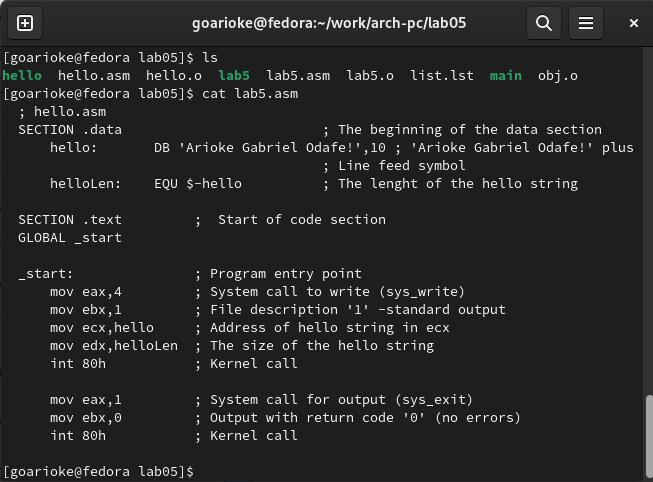 goarioke@fedora:~/work/arch-pc/lab05
[goarioke@fedora lab05]$ ls
hello  hello.asm  hello.o  lab5  lab5.asm  lab5.o  list.lst  main  obj.o
[goarioke@fedora lab05]$ cat lab5.asm
  ; hello.asm
  SECTION .data                         ; The beginning of the data section
      hello:       DB 'Arioke Gabriel Odafe!',10 ; 'Arioke Gabriel Odafe!' plus
                                        ; Line feed symbol
      helloLen:    EQU $-hello          ; The lenght of the hello string

  SECTION .text         ;  Start of code section
  GLOBAL _start

  _start:               ; Program entry point
      mov eax,4         ; System call to write (sys_write)
      mov ebx,1         ; File description '1' -standard output
      mov ecx,hello     ; Address of hello string in ecx
      mov edx,helloLen  ; The size of the hello string
      int 80h           ; Kernel call

      mov eax,1         ; System call for output (sys_exit)
      mov ebx,0         ; Output with return code '0' (no errors)
      int 80h           ; Kernel call

[goarioke@fedora lab05]$